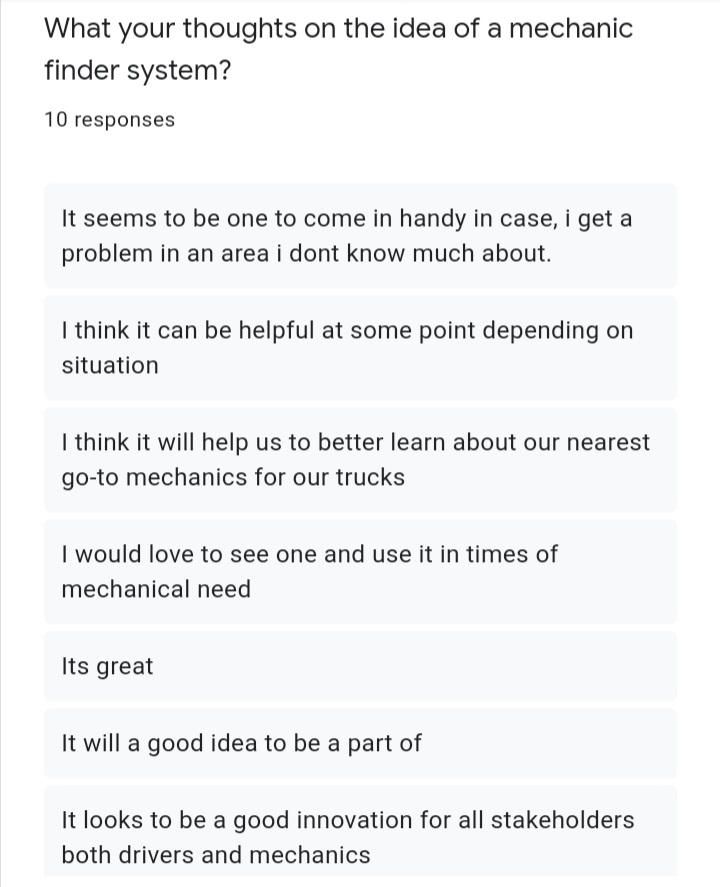 What your thoughts on the idea of a mechanic
finder system?
10 responses
It seems to be one to come in handy in case, i get a
problem in an area i dont know much about.
I think it can be helpful at some point depending on
situation
I think it will help us to better learn about our nearest
go-to mechanics for our trucks
I would love to see one and use it in times of
mechanical need
Its great
It will a good idea to be a part of
It looks to be a good innovation for all stakeholders
both drivers and mechanics